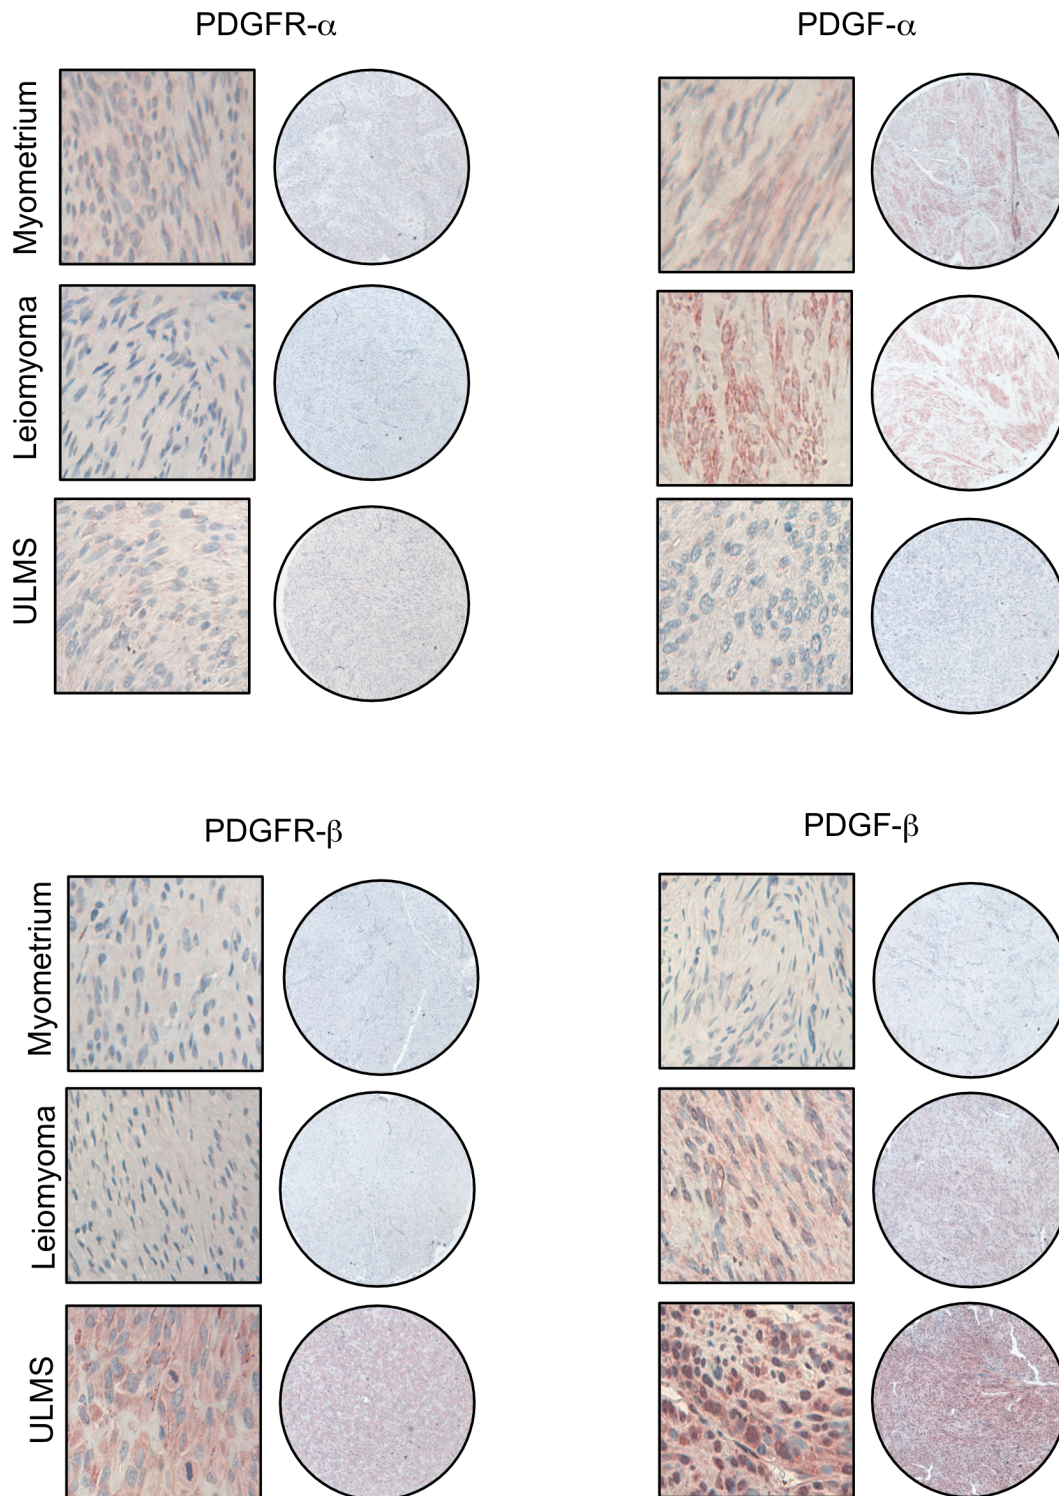 PDGFR-α
PDGF-α
Myometrium
Leiomyoma
ULMS
PDGFR-β
PDGF-β
Myometrium
Leiomyoma
ULMS